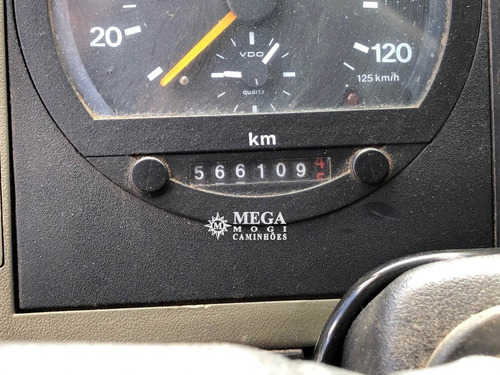 20
VDO
120
quartz
125 km/h
km
566109
MEGA
MOGI
CAMINHÕES